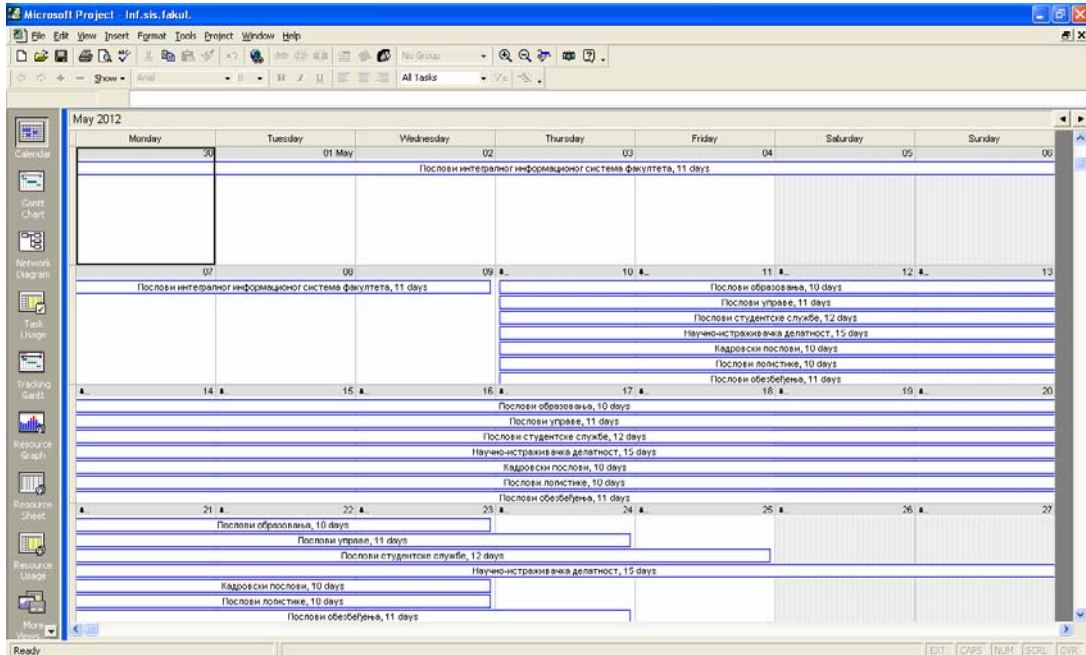 Microsoft Project - Inf.sis.fakul.
File Edit View Insert Format Tools Project Window Help
No Group
Show Arial 8 B I U All Tasks
May 2012
Monday Tuesday Wednesday Thursday Friday Saturday Sunday
30 01 May 02 03 04 05 06
Послови интегралног информационог система факултета, 11 days
07 08 09 10 11 12 13
Послови интегралног информационог система факултета, 11 days
Послови образовања, 10 days
Послови управе, 11 days
Послови студентске службе, 12 days
Научно-истраживачка делатност, 15 days
Кадровски послови, 10 days
Послови логистике, 10 days
Послови обезбеђења, 11 days
14 15 16 17 18 19 20
Послови образовања, 10 days
Послови управе, 11 days
Послови студентске службе, 12 days
Научно-истраживачка делатност, 15 days
Кадровски послови, 10 days
Послови логистике, 10 days
Послови обезбеђења, 11 days
21 22 23 24 25 26 27
Послови образовања, 10 days
Послови управе, 11 days
Послови студентске службе, 12 days
Научно-истраживачка делатност, 15 days
Кадровски послови, 10 days
Послови логистике, 10 days
Послови обезбеђења, 11 days
Calendar
Gantt
Chart
Network
Diagram
Task
Usage
Tracking
Gantt
Resource
Graph
Resource
Sheet
Resource
Usage
More
Views...
Ready
EXT CAPS NUM SCRL OVR